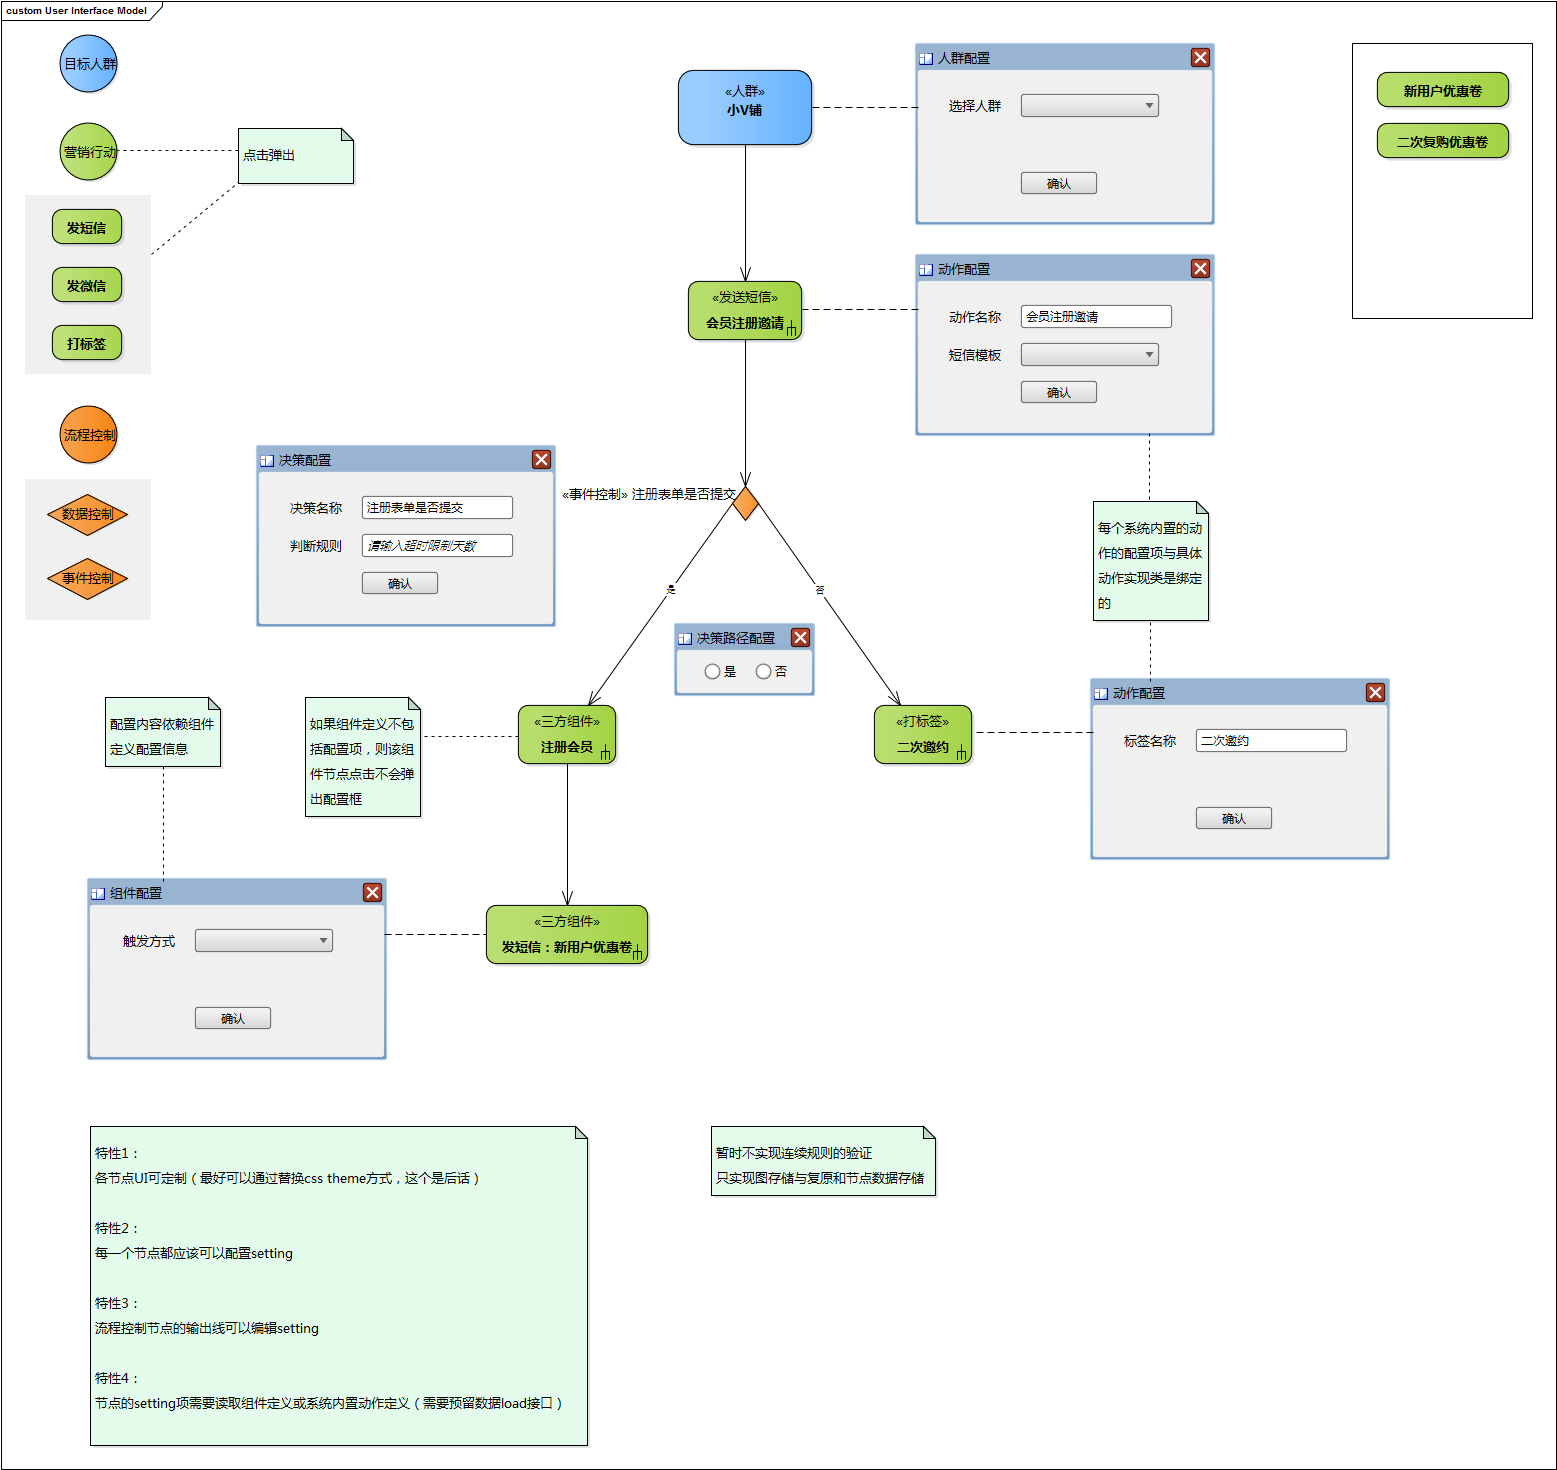 custom User Interface Model
目标人群
营销行动
点击弹出
发短信
发微信
打标签
流程控制
数据控制
事件控制
«人群»
小V铺
人群配置
选择人群
确认
新用户优惠卷
二次复购优惠卷
«发送短信»
会员注册邀请
动作配置
动作名称
会员注册邀请
短信模板
确认
决策配置
决策名称
注册表单是否提交
判断规则
请输入超时限制天数
确认
«事件控制» 注册表单是否提交
是
否
每个系统内置的动
作的配置项与具体
动作实现类是绑定
的
决策路径配置
是
否
配置内容依赖组件
定义配置信息
如果组件定义不包
括配置项，则该组
件节点点击不会弹
出配置框
«三方组件»
注册会员
«打标签»
二次邀约
动作配置
标签名称
二次邀约
确认
组件配置
触发方式
确认
«三方组件»
发短信：新用户优惠卷
特性1：
各节点UI可定制（最好可以通过替换css theme方式，这个是后话）
特性2：
每一个节点都应该可以配置setting
特性3：
流程控制节点的输出线可以编辑setting
特性4：
节点的setting项需要读取组件定义或系统内置动作定义（需要预留数据load接口）
暂时不实现连续规则的验证
只实现图存储与复原和节点数据存储